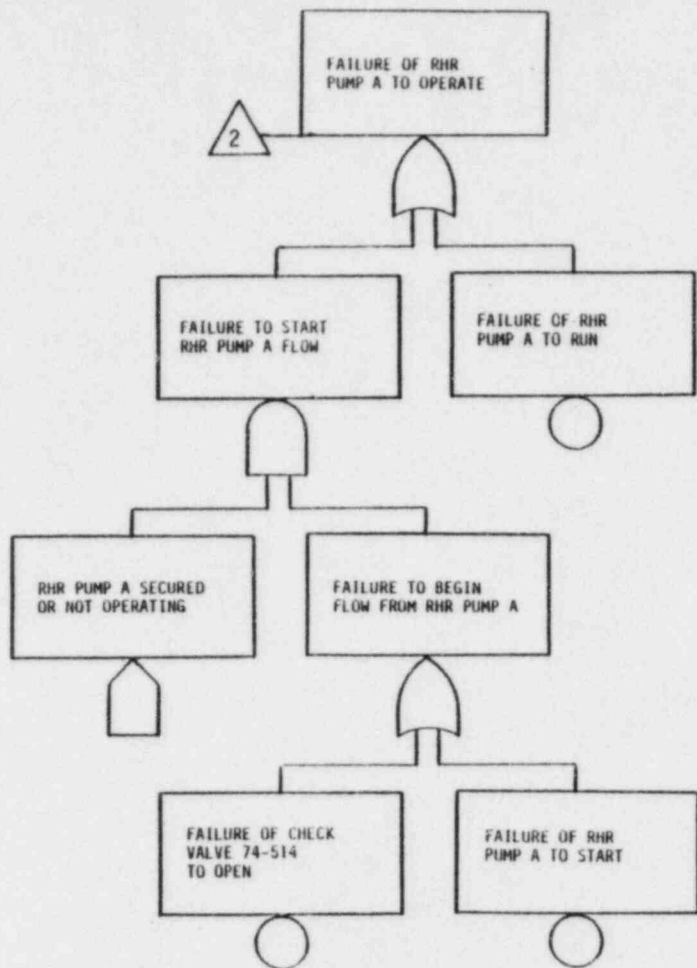 FAILURE OF RHR
PUMP A TO OPERATE
2
FAILURE TO START
RHR PUMP A FLOW
FAILURE OF RHR
PUMP A TO RUN
RHR PUMP A SECURED
OR NOT OPERATING
FAILURE TO BEGIN
FLOW FROM RHR PUMP A
FAILURE OF CHECK
VALVE 74-514
TO OPEN
FAILURE OF RHR
PUMP A TO START